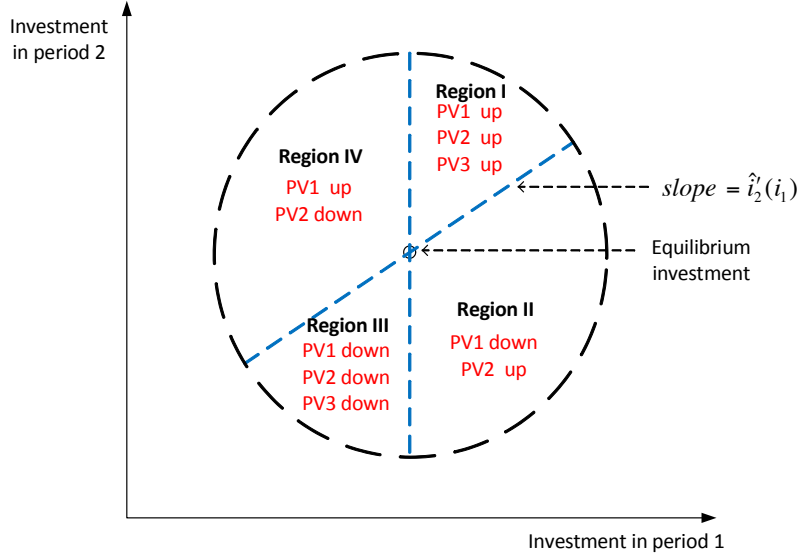 Investment
in period 2
Region I
PV1 up
PV2 up
PV3 up
Region IV
PV1 up
PV2 down
slope = î₂′(i₁)
Equilibrium
investment
Region II
PV1 down
PV2 up
Region III
PV1 down
PV2 down
PV3 down
Investment in period 1